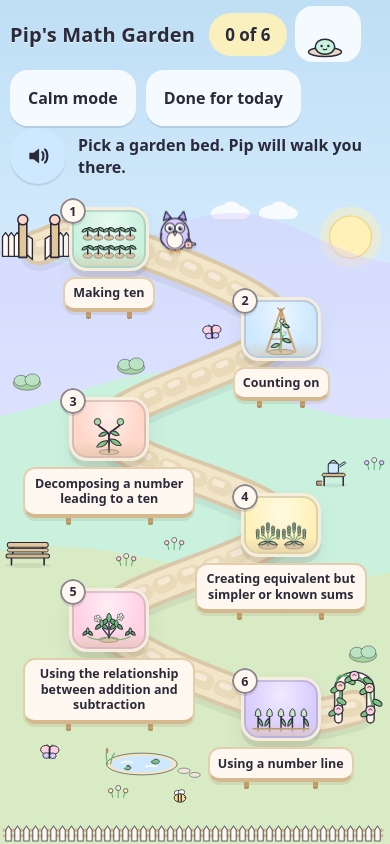 Pip's Math Garden
0 of 6
Calm mode
Done for today
Pick a garden bed. Pip will walk you
there.
1
Making ten
2
Counting on
3
Decomposing a number
leading to a ten
4
Creating equivalent but
simpler or known sums
5
Using the relationship
between addition and
subtraction
6
Using a number line